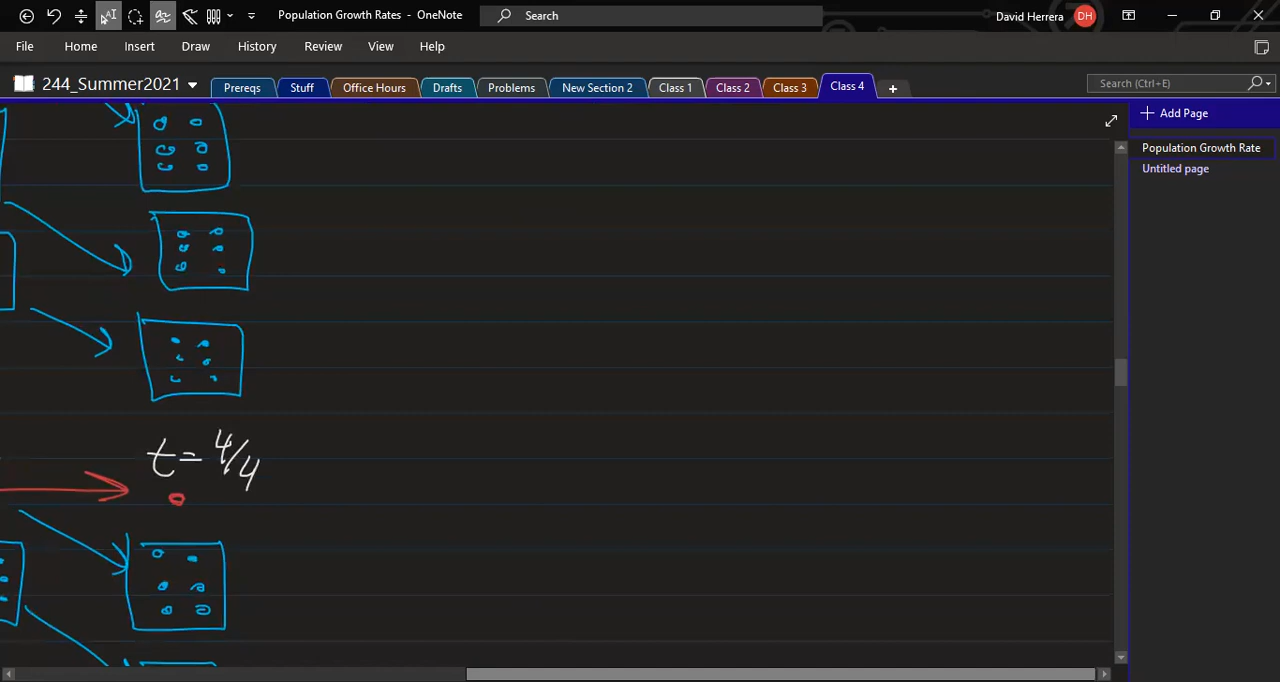 Population Growth Rates - OneNote
Search
David Herrera
DH
File Home Insert Draw History Review View Help
244_Summer2021
Prereqs Stuff Office Hours Drafts Problems New Section 2 Class 1 Class 2 Class 3 Class 4
Search (Ctrl+E)
Add Page
Population Growth Rate
Untitled page
t = 4/4